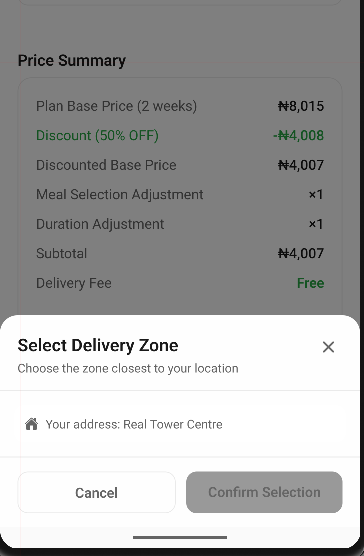 Price Summary
Plan Base Price (2 weeks) ₦8,015
Discount (50% OFF) -₦4,008
Discounted Base Price ₦4,007
Meal Selection Adjustment ×1
Duration Adjustment ×1
Subtotal ₦4,007
Delivery Fee Free
Select Delivery Zone
Choose the zone closest to your location
Your address: Real Tower Centre
Cancel Confirm Selection